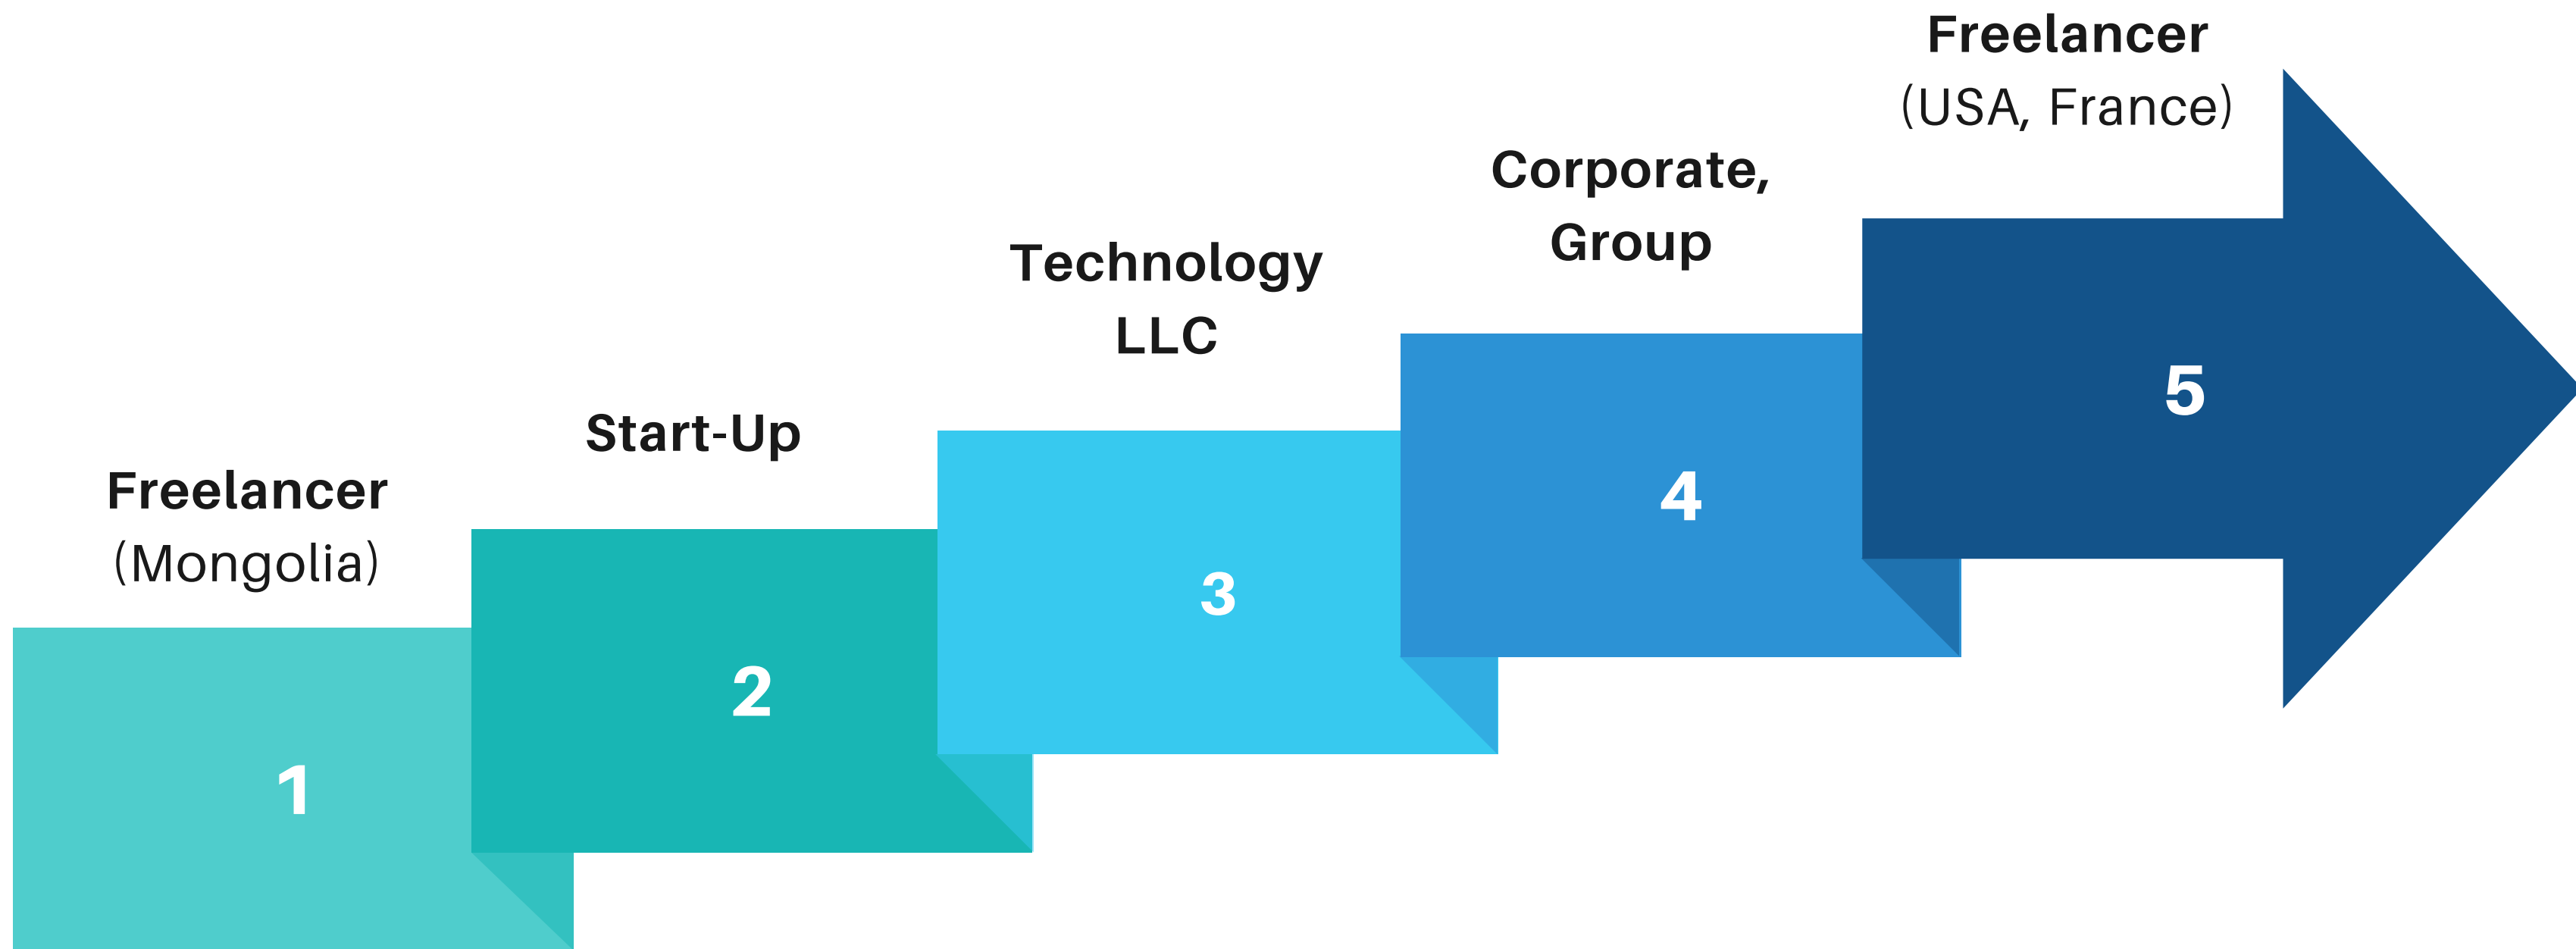 Freelancer
(Mongolia)
1
Start-Up
2
Technology
LLC
3
Corporate,
Group
4
Freelancer
(USA, France)
5